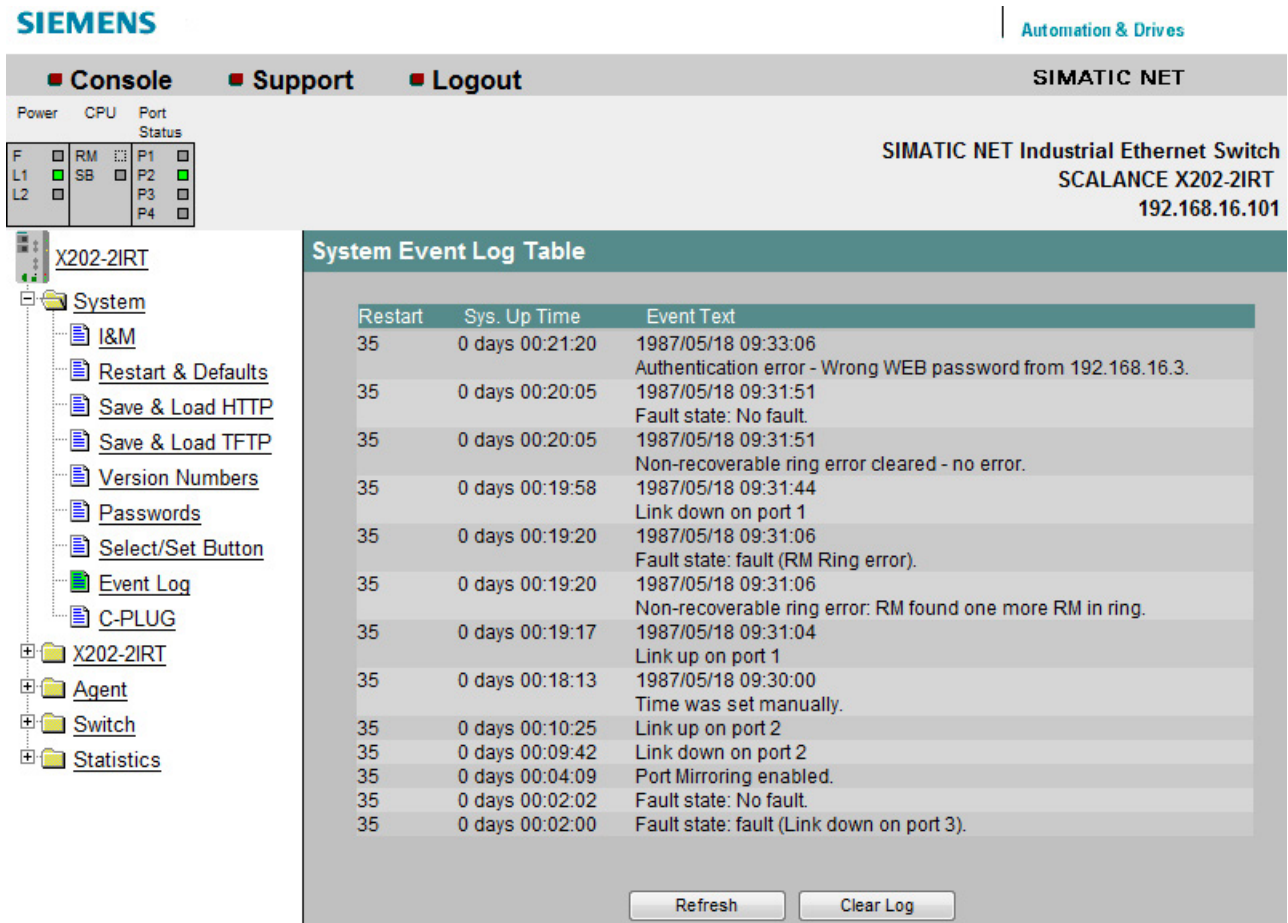 SIEMENS
Automation & Drives
Console Support Logout SIMATIC NET
Power CPU Port
Status
F RM P1
L1 SB P2
L2 P3
P4
SIMATIC NET Industrial Ethernet Switch
SCALANCE X202-2IRT
192.168.16.101
X202-2IRT
System
I&M
Restart & Defaults
Save & Load HTTP
Save & Load TFTP
Version Numbers
Passwords
Select/Set Button
Event Log
C-PLUG
X202-2IRT
Agent
Switch
Statistics
System Event Log Table
Restart Sys. Up Time Event Text
35 0 days 00:21:20 1987/05/18 09:33:06
Authentication error - Wrong WEB password from 192.168.16.3.
35 0 days 00:20:05 1987/05/18 09:31:51
Fault state: No fault.
35 0 days 00:20:05 1987/05/18 09:31:51
Non-recoverable ring error cleared - no error.
35 0 days 00:19:58 1987/05/18 09:31:44
Link down on port 1
35 0 days 00:19:20 1987/05/18 09:31:06
Fault state: fault (RM Ring error).
35 0 days 00:19:20 1987/05/18 09:31:06
Non-recoverable ring error: RM found one more RM in ring.
35 0 days 00:19:17 1987/05/18 09:31:04
Link up on port 1
35 0 days 00:18:13 1987/05/18 09:30:00
Time was set manually.
35 0 days 00:10:25 Link up on port 2
35 0 days 00:09:42 Link down on port 2
35 0 days 00:04:09 Port Mirroring enabled.
35 0 days 00:02:02 Fault state: No fault.
35 0 days 00:02:00 Fault state: fault (Link down on port 3).
Refresh Clear Log